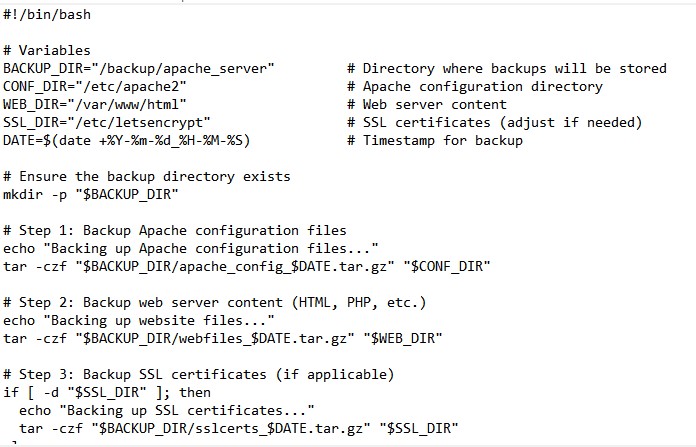 #!/bin/bash
# Variables
BACKUP_DIR="/backup/apache_server" # Directory where backups will be stored
CONF_DIR="/etc/apache2" # Apache configuration directory
WEB_DIR="/var/www/html" # Web server content
SSL_DIR="/etc/letsencrypt" # SSL certificates (adjust if needed)
DATE=$(date +%Y-%m-%d_%H-%M-%S) # Timestamp for backup
# Ensure the backup directory exists
mkdir -p "$BACKUP_DIR"
# Step 1: Backup Apache configuration files
echo "Backing up Apache configuration files..."
tar -czf "$BACKUP_DIR/apache_config_$DATE.tar.gz" "$CONF_DIR"
# Step 2: Backup web server content (HTML, PHP, etc.)
echo "Backing up website files..."
tar -czf "$BACKUP_DIR/webfiles_$DATE.tar.gz" "$WEB_DIR"
# Step 3: Backup SSL certificates (if applicable)
if [ -d "$SSL_DIR" ]; then
  echo "Backing up SSL certificates..."
  tar -czf "$BACKUP_DIR/sslcerts_$DATE.tar.gz" "$SSL_DIR"